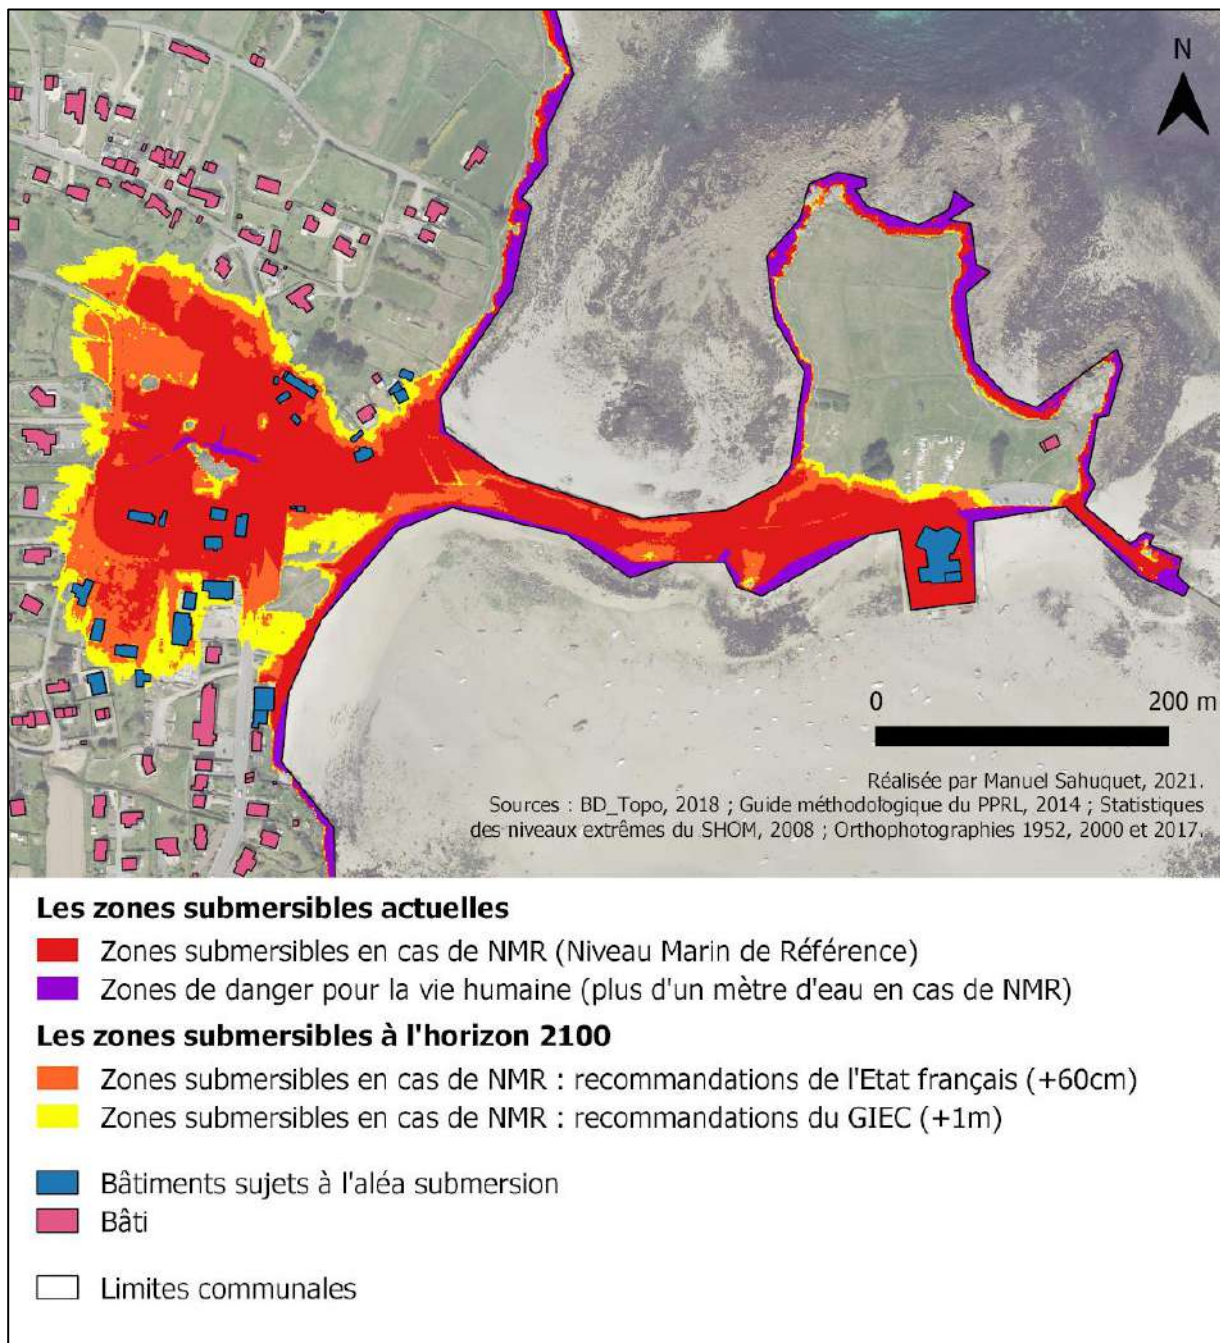 N
0 200 m
Réalisée par Manuel Sahuquet, 2021.
Sources : BD_Topo, 2018 ; Guide méthodologique du PPRL, 2014 ; Statistiques
des niveaux extrêmes du SHOM, 2008 ; Orthophotographies 1952, 2000 et 2017.
Les zones submersibles actuelles
Zones submersibles en cas de NMR (Niveau Marin de Référence)
Zones de danger pour la vie humaine (plus d'un mètre d'eau en cas de NMR)
Les zones submersibles à l'horizon 2100
Zones submersibles en cas de NMR : recommandations de l'Etat français (+60cm)
Zones submersibles en cas de NMR : recommandations du GIEC (+1m)
Bâtiments sujets à l'aléa submersion
Bâti
Limites communales